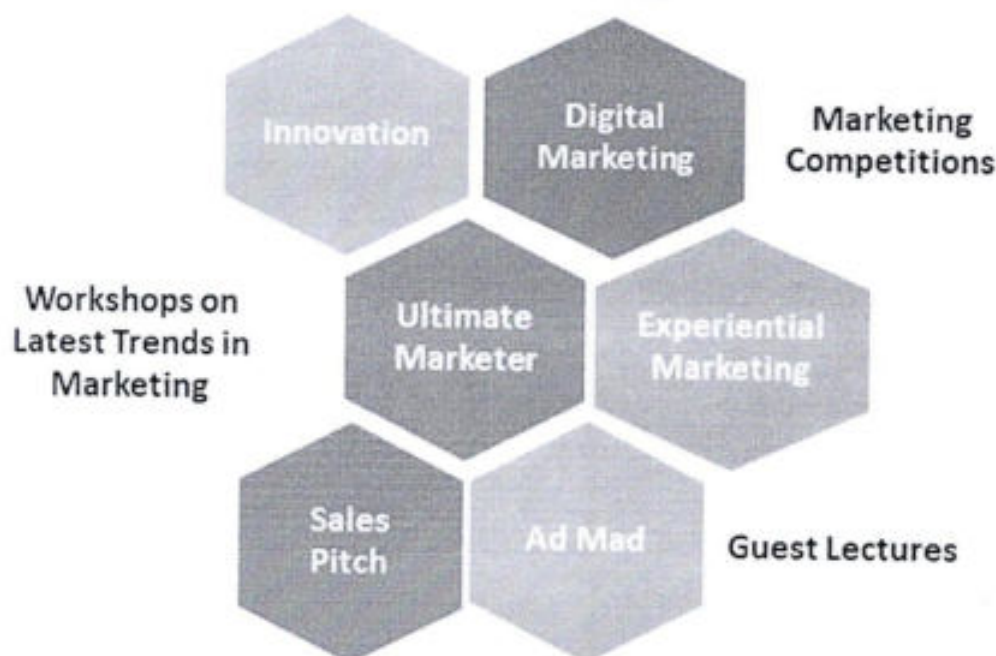 Innovation
Digital
Marketing
Marketing
Competitions
Workshops on
Latest Trends in
Marketing
Ultimate
Marketer
Experiential
Marketing
Sales
Pitch
Ad Mad
Guest Lectures